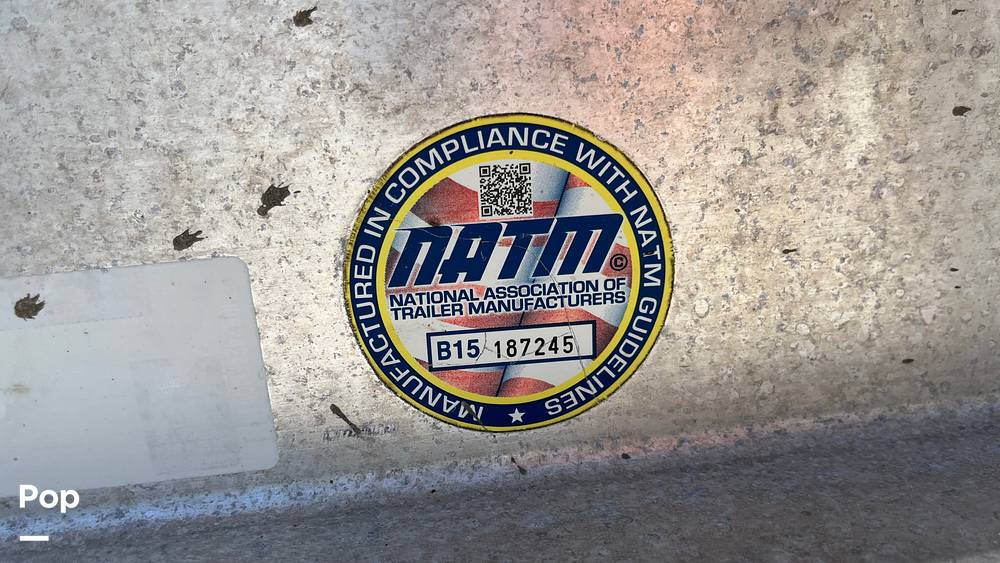 MANUFACTURED IN COMPLIANCE WITH NATM GUIDELINES
NATM ©
NATIONAL ASSOCIATION OF
TRAILER MANUFACTURERS
B15 187245
Pop